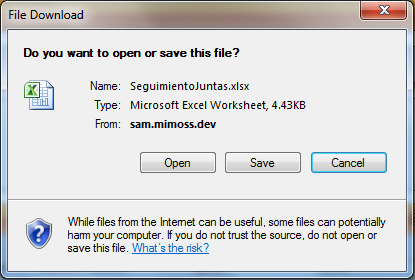 File Download
Do you want to open or save this file?
Name: SeguimientoJuntas.xlsx
Type: Microsoft Excel Worksheet, 4.43KB
From: sam.mimoss.dev
Open Save Cancel
While files from the Internet can be useful, some files can potentially
harm your computer. If you do not trust the source, do not open or
save this file. What's the risk?